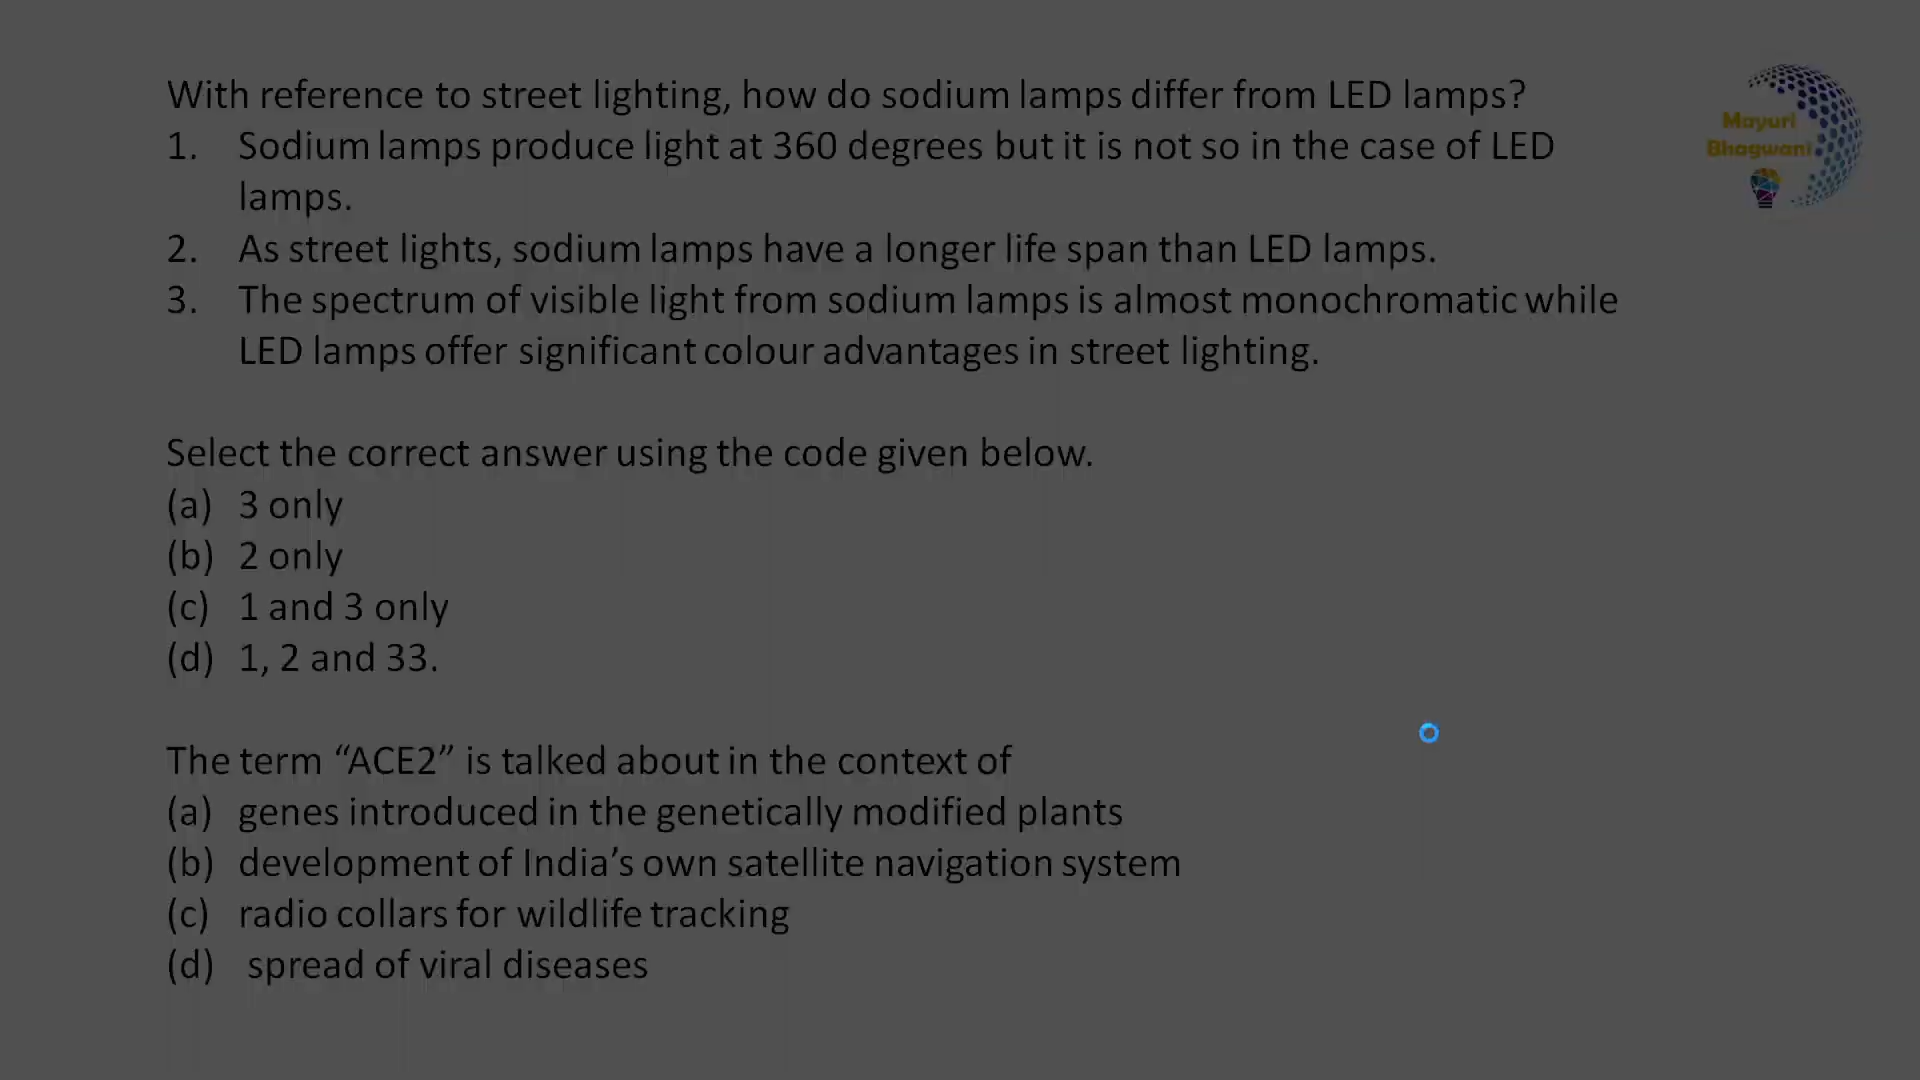 With reference to street lighting, how do sodium lamps differ from LED lamps?
1. Sodium lamps produce light at 360 degrees but it is not so in the case of LED
lamps.
2. As street lights, sodium lamps have a longer life span than LED lamps.
3. The spectrum of visible light from sodium lamps is almost monochromatic while
LED lamps offer significant colour advantages in street lighting.
Select the correct answer using the code given below.
(a) 3 only
(b) 2 only
(c) 1 and 3 only
(d) 1, 2 and 33.
The term “ACE2” is talked about in the context of
(a) genes introduced in the genetically modified plants
(b) development of India’s own satellite navigation system
(c) radio collars for wildlife tracking
(d) spread of viral diseases
Mayuri
Bhagwani